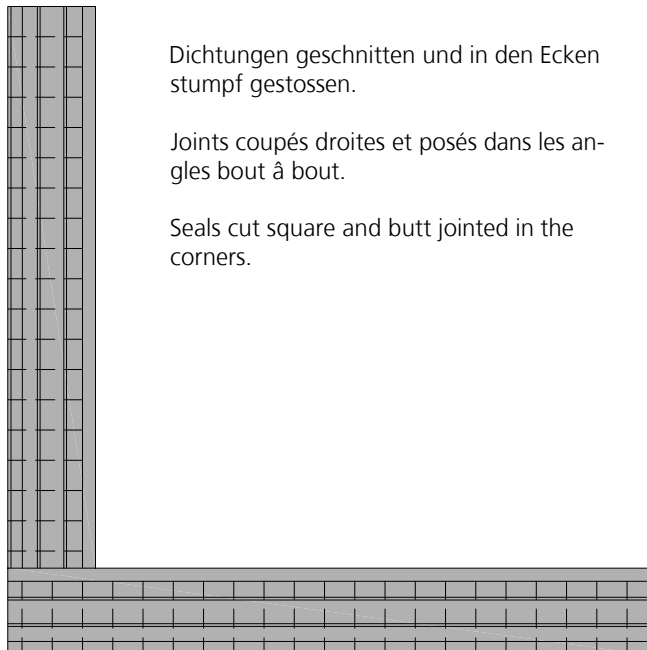 Dichtungen geschnitten und in den Ecken
stumpf gestossen.
Joints coupés droites et posés dans les an-
gles bout â bout.
Seals cut square and butt jointed in the
corners.